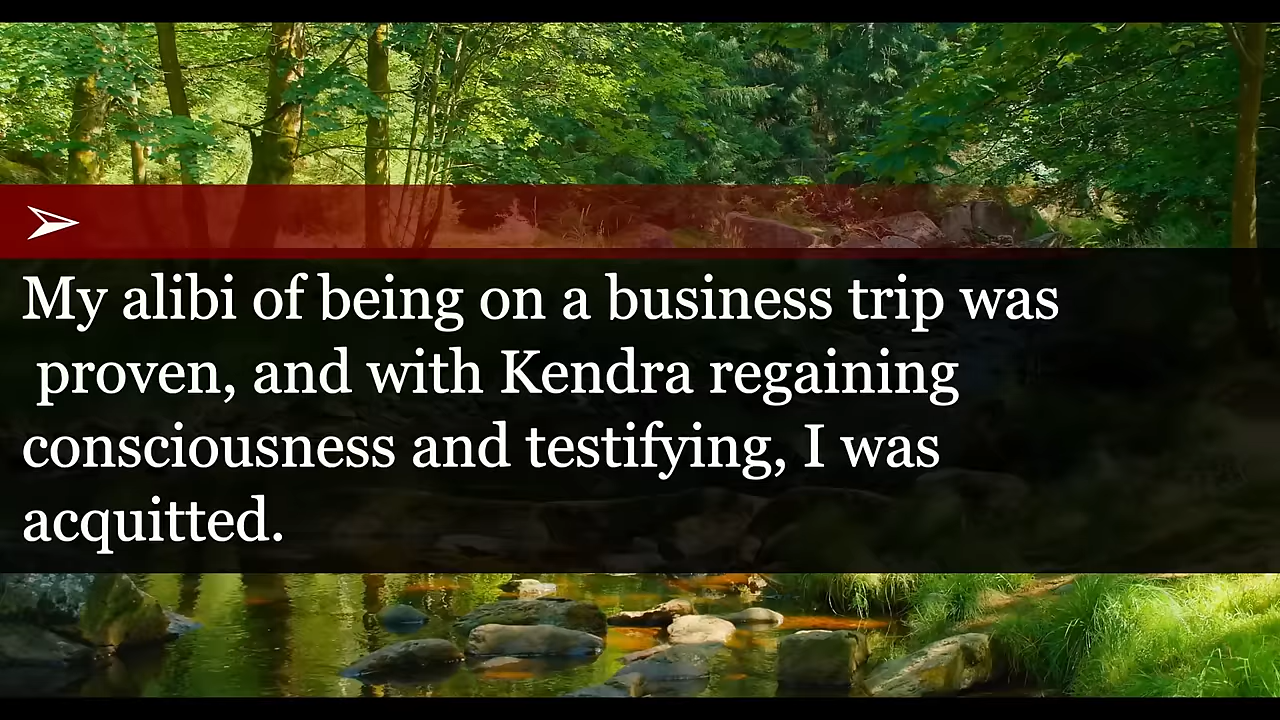 My alibi of being on a business trip was
proven, and with Kendra regaining
consciousness and testifying, I was
acquitted.